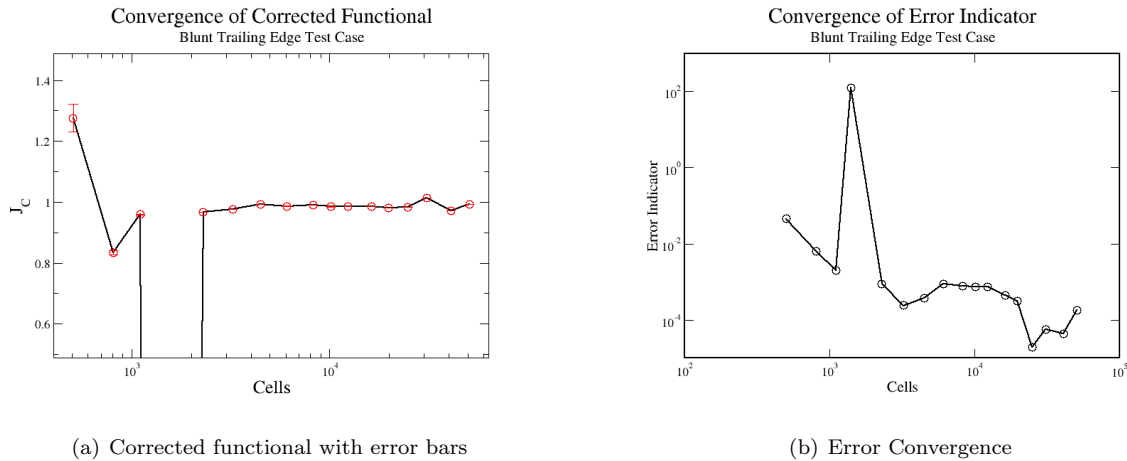 Convergence of Corrected Functional
Blunt Trailing Edge Test Case
1.4
1.2
1
0.8
0.6
J_C
10^3
10^4
Cells
(a) Corrected functional with error bars
Convergence of Error Indicator
Blunt Trailing Edge Test Case
10^2
10^0
10^-2
10^-4
Error Indicator
10^2
10^3
10^4
10^5
Cells
(b) Error Convergence